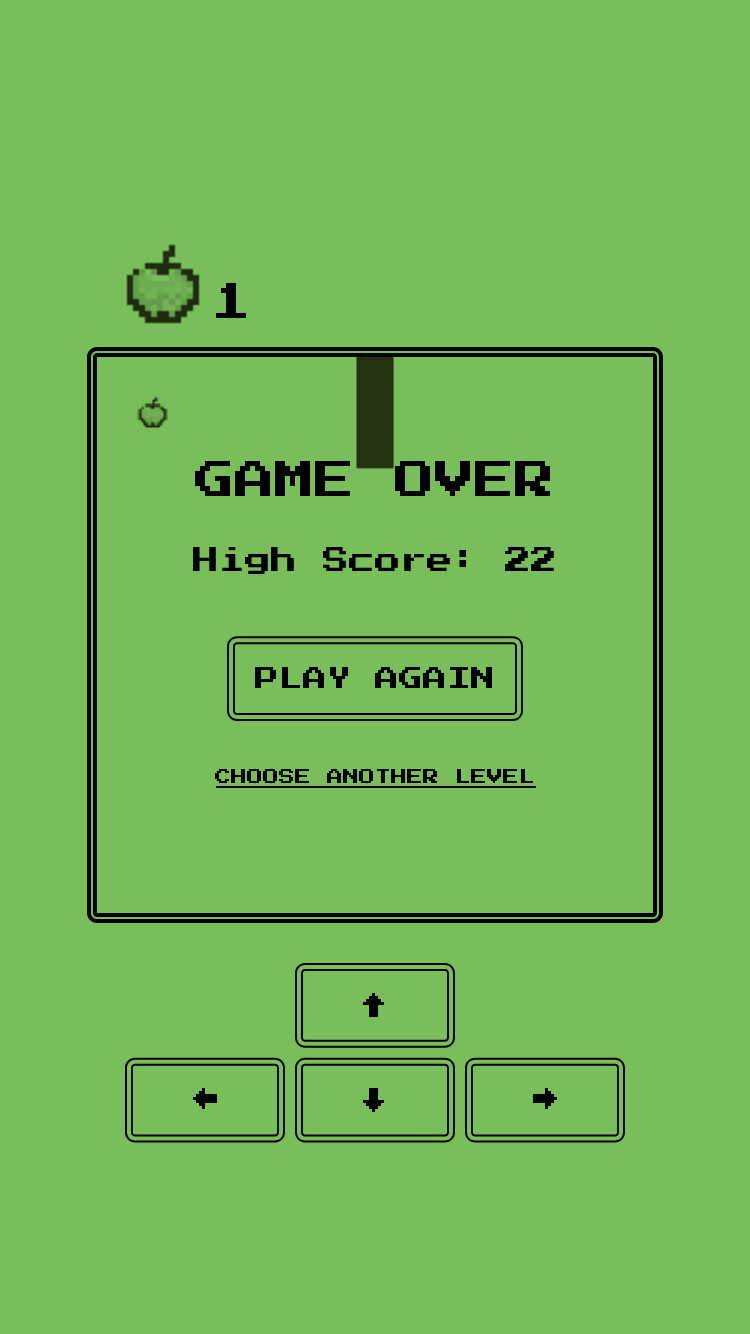 1
GAME OVER
High Score: 22
PLAY AGAIN
CHOOSE ANOTHER LEVEL
↑
← ↓ →